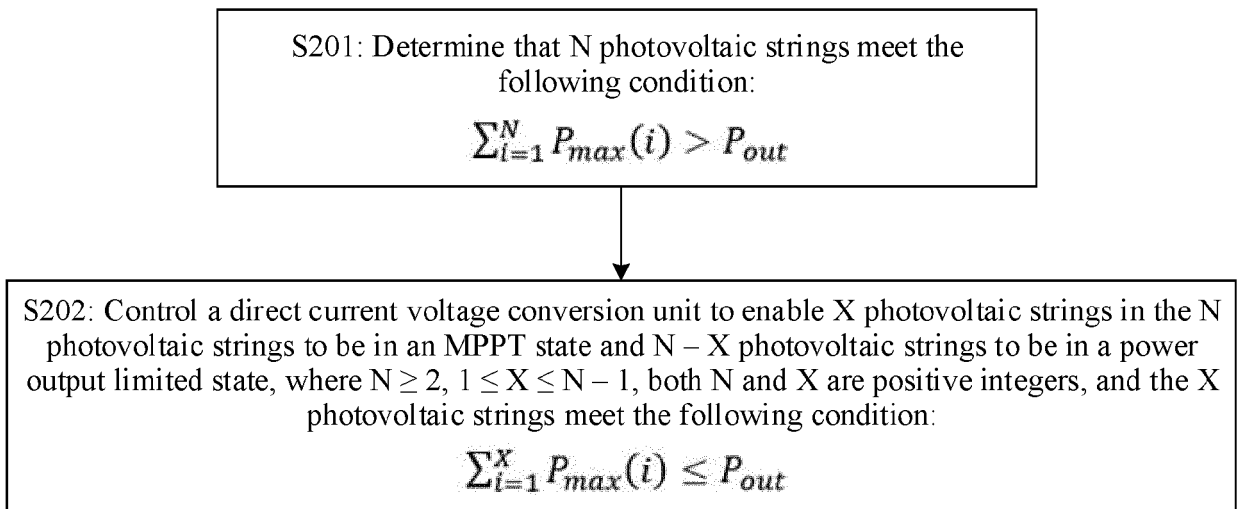 S201: Determine that N photovoltaic strings meet the
following condition:
∑_{i=1}^{N} P_{max}(i) > P_{out}
S202: Control a direct current voltage conversion unit to enable X photovoltaic strings in the N
photovoltaic strings to be in an MPPT state and N – X photovoltaic strings to be in a power
output limited state, where N ≥ 2, 1 ≤ X ≤ N – 1, both N and X are positive integers, and the X
photovoltaic strings meet the following condition:
∑_{i=1}^{X} P_{max}(i) ≤ P_{out}